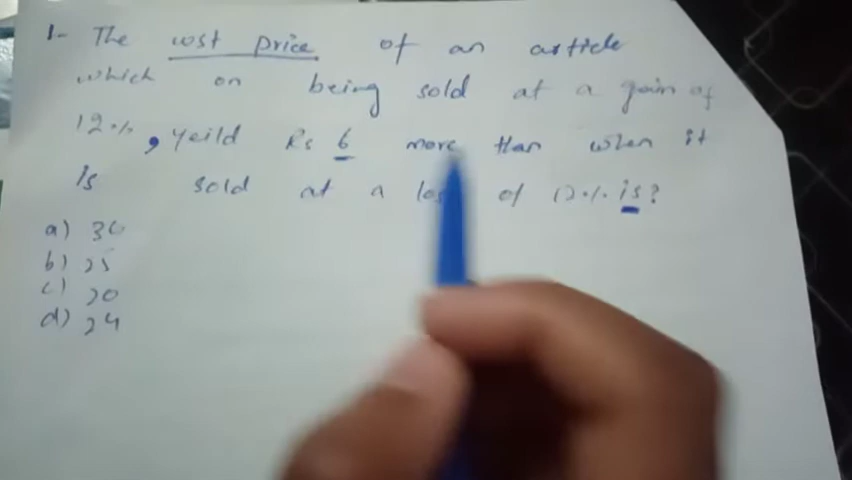 1- The cost price of an article
which on being sold at a gain of
12%, yeild Rs 6 more than when it
is sold at a loss of 12% is?
a) 30
b) 25
c) 20
d) 24